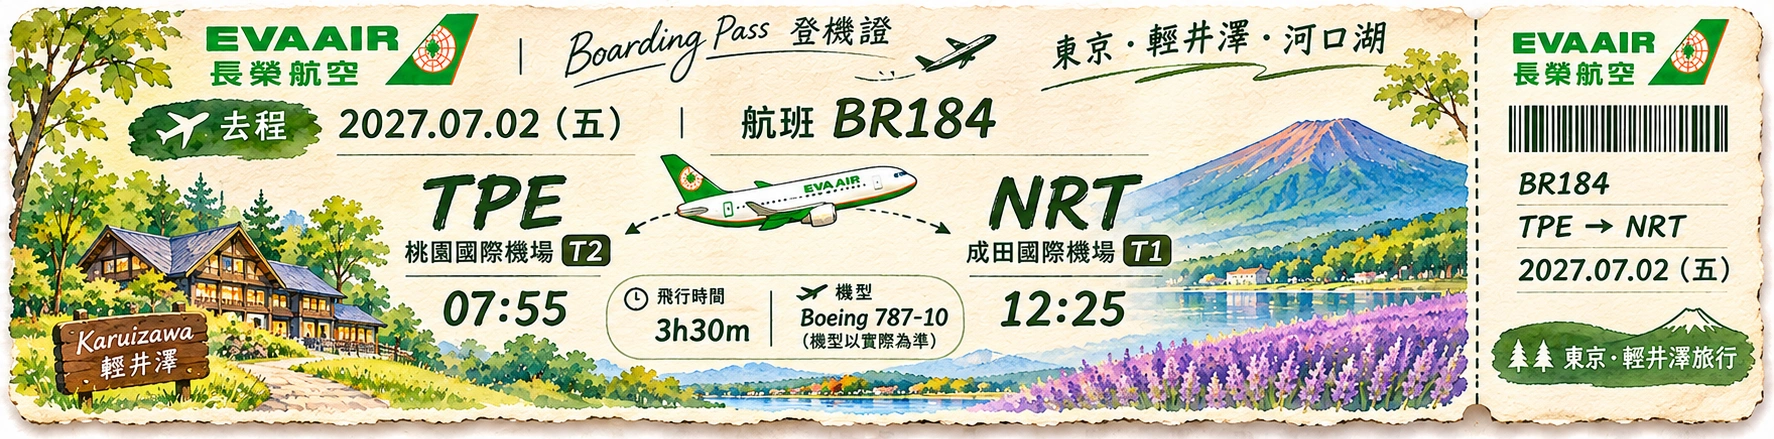 EVA AIR
長榮航空
Boarding Pass 登機證
東京·輕井澤·河口湖
去程
2027.07.02（五）
航班 BR184
TPE
桃園國際機場 T2
07:55
EVA AIR
飛行時間
3h30m
機型
Boeing 787-10
（機型以實際為準）
NRT
成田國際機場 T1
12:25
Karuizawa
輕井澤
EVA AIR
長榮航空
BR184
TPE → NRT
2027.07.02（五）
東京·輕井澤旅行